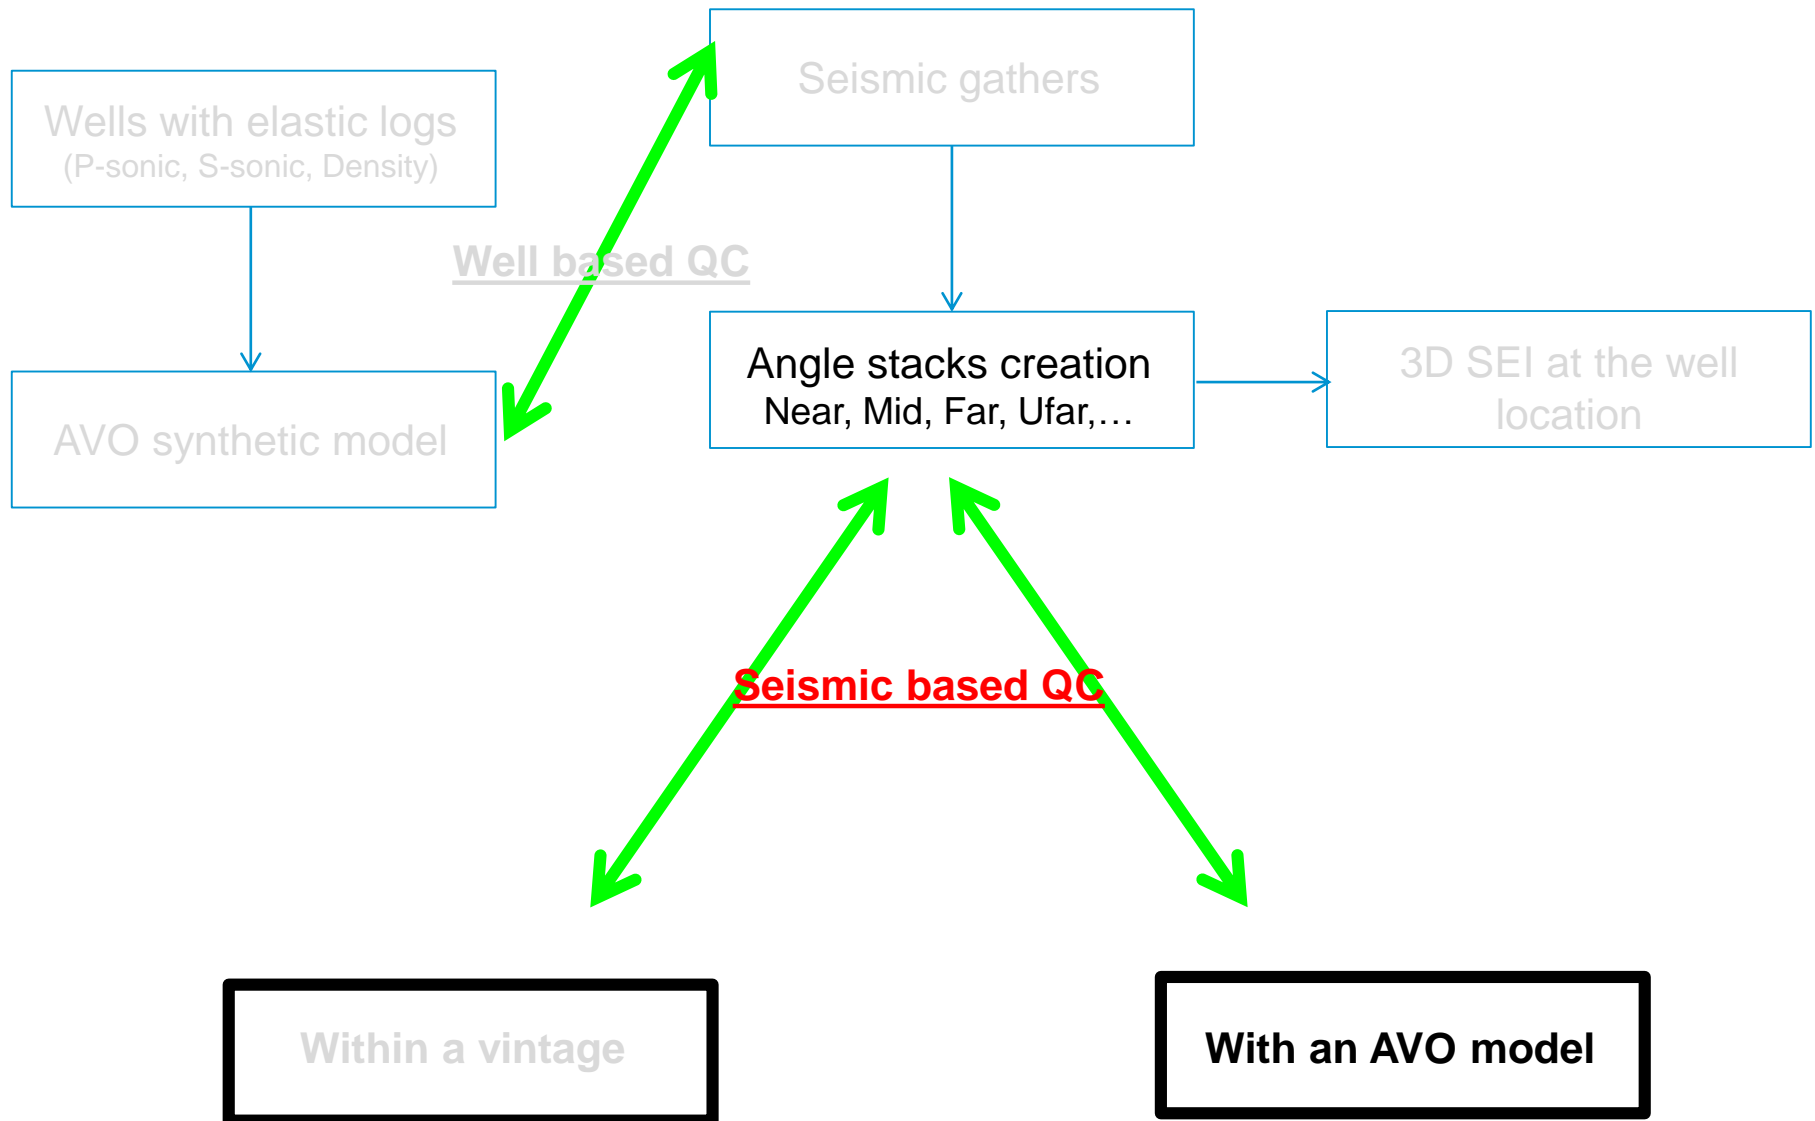 Seismic gathers
Wells with elastic logs
(P-sonic, S-sonic, Density)
Well based QC
Angle stacks creation
Near, Mid, Far, Ufar,…
3D SEI at the well
location
AVO synthetic model
Seismic based QC
Within a vintage
With an AVO model